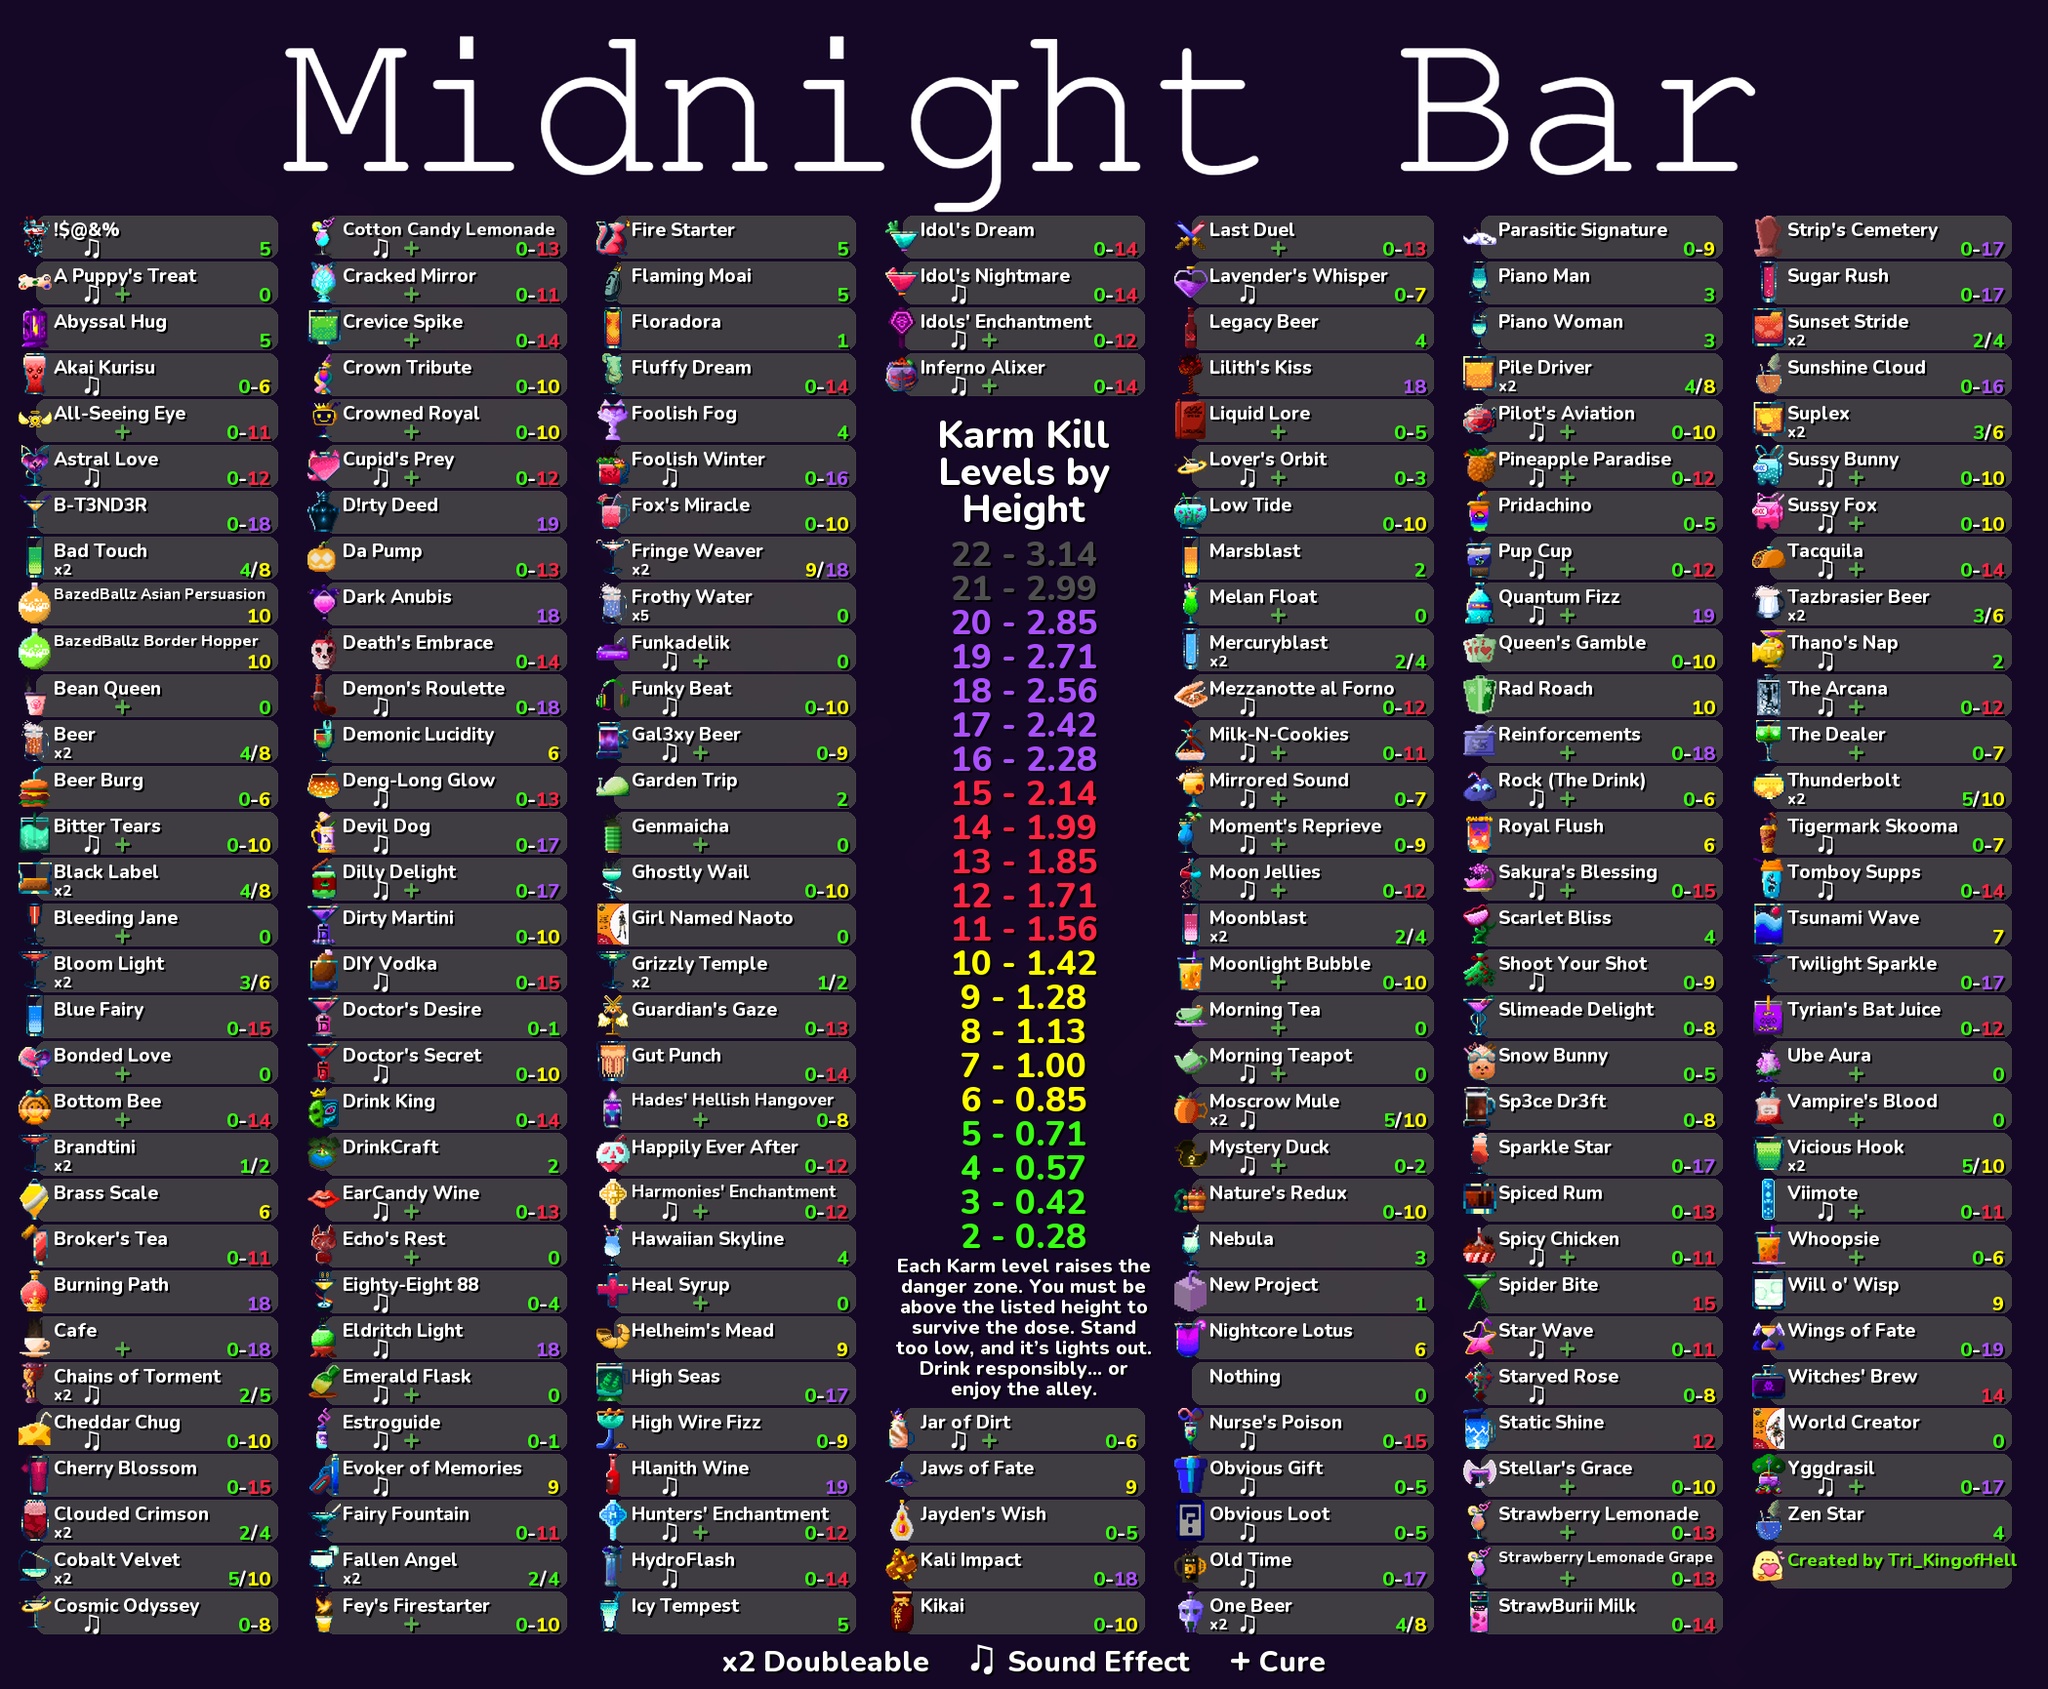 Midnight Bar
!$@&%
♫ 5
A Puppy's Treat
♫ + 0
Abyssal Hug
5
Akai Kurisu
♫ 0-6
All-Seeing Eye
+ 0-11
Astral Love
♫ 0-12
B-T3ND3R
0-18
Bad Touch
x2 4/8
BazedBallz Asian Persuasion
10
BazedBallz Border Hopper
10
Bean Queen
+ 0
Beer
x2 4/8
Beer Burg
0-6
Bitter Tears
♫ + 0-10
Black Label
x2 4/8
Bleeding Jane
+ 0
Bloom Light
x2 3/6
Blue Fairy
0-15
Bonded Love
+ 0
Bottom Bee
+ 0-14
Brandtini
x2 1/2
Brass Scale
6
Broker's Tea
0-11
Burning Path
18
Cafe
+ 0-18
Chains of Torment
x2 ♫ 2/5
Cheddar Chug
♫ 0-10
Cherry Blossom
0-15
Clouded Crimson
x2 2/4
Cobalt Velvet
x2 5/10
Cosmic Odyssey
♫ 0-8
Cotton Candy Lemonade
♫ + 0-13
Cracked Mirror
+ 0-11
Crevice Spike
+ 0-14
Crown Tribute
0-10
Crowned Royal
+ 0-10
Cupid's Prey
♫ + 0-12
D!rty Deed
19
Da Pump
0-13
Dark Anubis
18
Death's Embrace
0-14
Demon's Roulette
♫ 0-18
Demonic Lucidity
6
Deng-Long Glow
♫ 0-13
Devil Dog
♫ 0-17
Dilly Delight
♫ + 0-17
Dirty Martini
0-10
DIY Vodka
♫ 0-15
Doctor's Desire
0-1
Doctor's Secret
♫ 0-10
Drink King
0-14
DrinkCraft
2
EarCandy Wine
♫ + 0-13
Echo's Rest
+ 0
Eighty-Eight 88
♫ 0-4
Eldritch Light
♫ 18
Emerald Flask
♫ + 0
Estroguide
♫ + 0-1
Evoker of Memories
♫ 9
Fairy Fountain
0-11
Fallen Angel
x2 2/4
Fey's Firestarter
+ 0-10
Fire Starter
5
Flaming Moai
5
Floradora
1
Fluffy Dream
0-14
Foolish Fog
4
Foolish Winter
♫ 0-16
Fox's Miracle
0-10
Fringe Weaver
x2 9/18
Frothy Water
x5 0
Funkadelik
♫ + 0
Funky Beat
♫ 0-10
Gal3xy Beer
♫ + 0-9
Garden Trip
2
Genmaicha
+ 0
Ghostly Wail
0-10
Girl Named Naoto
0
Grizzly Temple
x2 1/2
Guardian's Gaze
0-13
Gut Punch
0-14
Hades' Hellish Hangover
+ 0-8
Happily Ever After
0-12
Harmonies' Enchantment
♫ + 0-12
Hawaiian Skyline
4
Heal Syrup
+ 0
Helheim's Mead
9
High Seas
0-17
High Wire Fizz
0-9
Hlanith Wine
♫ 19
Hunters' Enchantment
♫ + 0-12
HydroFlash
♫ 0-14
Icy Tempest
5
Idol's Dream
0-14
Idol's Nightmare
♫ 0-14
Idols' Enchantment
♫ + 0-12
Inferno Alixer
♫ + 0-14
Karm Kill
Levels by
Height
22 - 3.14
21 - 2.99
20 - 2.85
19 - 2.71
18 - 2.56
17 - 2.42
16 - 2.28
15 - 2.14
14 - 1.99
13 - 1.85
12 - 1.71
11 - 1.56
10 - 1.42
9 - 1.28
8 - 1.13
7 - 1.00
6 - 0.85
5 - 0.71
4 - 0.57
3 - 0.42
2 - 0.28
Each Karm level raises the
danger zone. You must be
above the listed height to
survive the dose. Stand
too low, and it's lights out.
Drink responsibly... or
enjoy the alley.
Jar of Dirt
♫ + 0-6
Jaws of Fate
9
Jayden's Wish
0-5
Kali Impact
0-18
Kikai
0-10
Last Duel
+ 0-13
Lavender's Whisper
♫ 0-7
Legacy Beer
4
Lilith's Kiss
18
Liquid Lore
+ 0-5
Lover's Orbit
♫ + 0-3
Low Tide
0-10
Marsblast
2
Melan Float
+ 0
Mercuryblast
x2 2/4
Mezzanotte al Forno
♫ 0-12
Milk-N-Cookies
♫ + 0-11
Mirrored Sound
♫ + 0-7
Moment's Reprieve
♫ + 0-9
Moon Jellies
♫ + 0-12
Moonblast
x2 2/4
Moonlight Bubble
+ 0-10
Morning Tea
+ 0
Morning Teapot
♫ + 0
Moscrow Mule
x2 ♫ 5/10
Mystery Duck
♫ + 0-2
Nature's Redux
0-10
Nebula
3
New Project
1
Nightcore Lotus
6
Nothing
0
Nurse's Poison
♫ 0-15
Obvious Gift
♫ 0-5
Obvious Loot
♫ 0-5
Old Time
♫ 0-17
One Beer
x2 ♫ 4/8
Parasitic Signature
0-9
Piano Man
3
Piano Woman
3
Pile Driver
x2 4/8
Pilot's Aviation
♫ + 0-10
Pineapple Paradise
♫ + 0-12
Pridachino
0-5
Pup Cup
♫ + 0-12
Quantum Fizz
♫ + 19
Queen's Gamble
0-10
Rad Roach
10
Reinforcements
+ 0-18
Rock (The Drink)
♫ + 0-6
Royal Flush
6
Sakura's Blessing
♫ + 0-15
Scarlet Bliss
4
Shoot Your Shot
♫ 0-9
Slimeade Delight
0-8
Snow Bunny
0-5
Sp3ce Dr3ft
0-8
Sparkle Star
0-17
Spiced Rum
0-13
Spicy Chicken
♫ + 0-11
Spider Bite
15
Star Wave
♫ + 0-11
Starved Rose
♫ 0-8
Static Shine
12
Stellar's Grace
+ 0-10
Strawberry Lemonade
+ 0-13
Strawberry Lemonade Grape
+ 0-13
StrawBurii Milk
0-14
Strip's Cemetery
0-17
Sugar Rush
0-17
Sunset Stride
x2 2/4
Sunshine Cloud
0-16
Suplex
x2 3/6
Sussy Bunny
♫ + 0-10
Sussy Fox
♫ + 0-10
Tacquila
♫ + 0-14
Tazbrasier Beer
x2 3/6
Thano's Nap
♫ 2
The Arcana
♫ + 0-12
The Dealer
+ 0-7
Thunderbolt
x2 5/10
Tigermark Skooma
♫ 0-7
Tomboy Supps
♫ 0-14
Tsunami Wave
7
Twilight Sparkle
0-17
Tyrian's Bat Juice
0-12
Ube Aura
+ 0
Vampire's Blood
+ 0
Vicious Hook
x2 5/10
Viimote
♫ + 0-11
Whoopsie
+ 0-6
Will o' Wisp
9
Wings of Fate
0-19
Witches' Brew
14
World Creator
0
Yggdrasil
♫ + 0-17
Zen Star
4
Created by Tri_KingofHell
x2 Doubleable ♫ Sound Effect + Cure